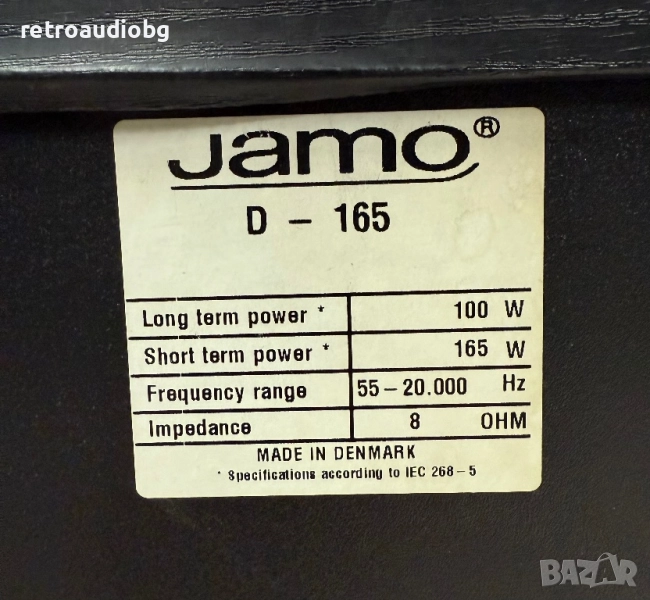 retroaudiobg
Jamo®
D – 165
Long term power * 100 W
Short term power * 165 W
Frequency range 55–20.000 Hz
Impedance 8 OHM
MADE IN DENMARK
* Specifications according to IEC 268–5
BAZAR